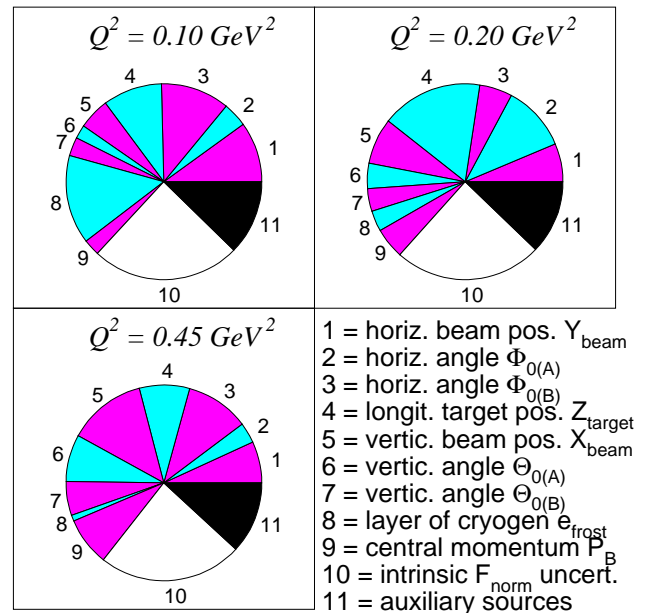 Q² = 0.10 GeV²
1
2
3
4
5
6
7
8
9
10
11
Q² = 0.20 GeV²
1
2
3
4
5
6
7
8
9
10
11
Q² = 0.45 GeV²
1
2
3
4
5
6
7
8
9
10
11
1 = horiz. beam pos. Y_beam
2 = horiz. angle Φ_0(A)
3 = horiz. angle Φ_0(B)
4 = longit. target pos. Z_target
5 = vertic. beam pos. X_beam
6 = vertic. angle Θ_0(A)
7 = vertic. angle Θ_0(B)
8 = layer of cryogen e_frost
9 = central momentum P_B
10 = intrinsic F_norm uncert.
11 = auxiliary sources